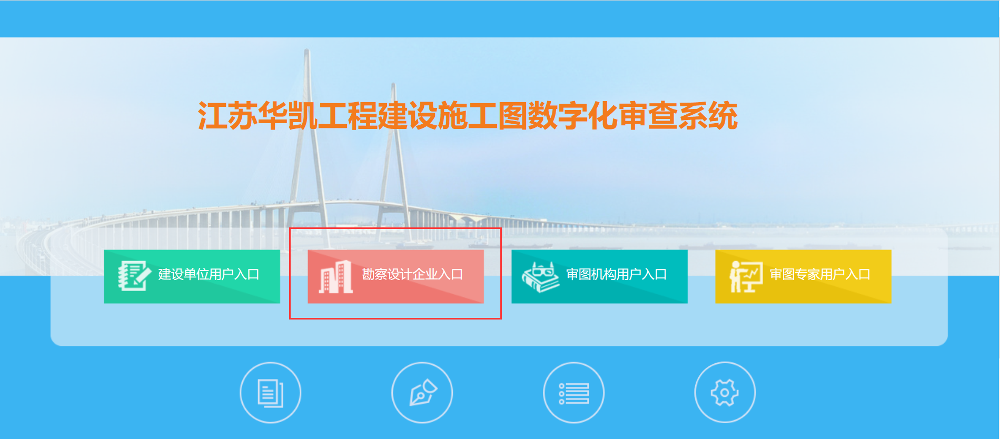 江苏华凯工程建设施工图数字化审查系统
建设单位用户入口
勘察设计企业入口
审图机构用户入口
审图专家用户入口